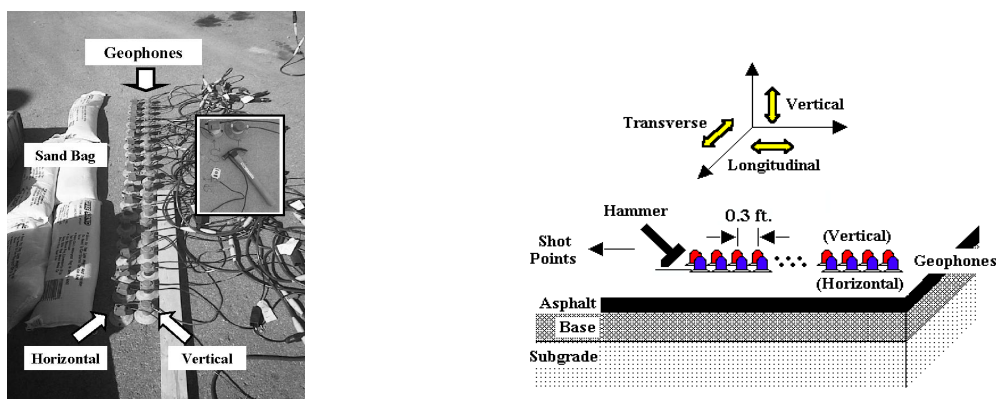 Geophones
Sand Bag
Horizontal
Vertical
Vertical
Transverse
Longitudinal
Hammer
0.3 ft.
Shot
Points
(Vertical)
Geophones
(Horizontal)
Asphalt
Base
Subgrade